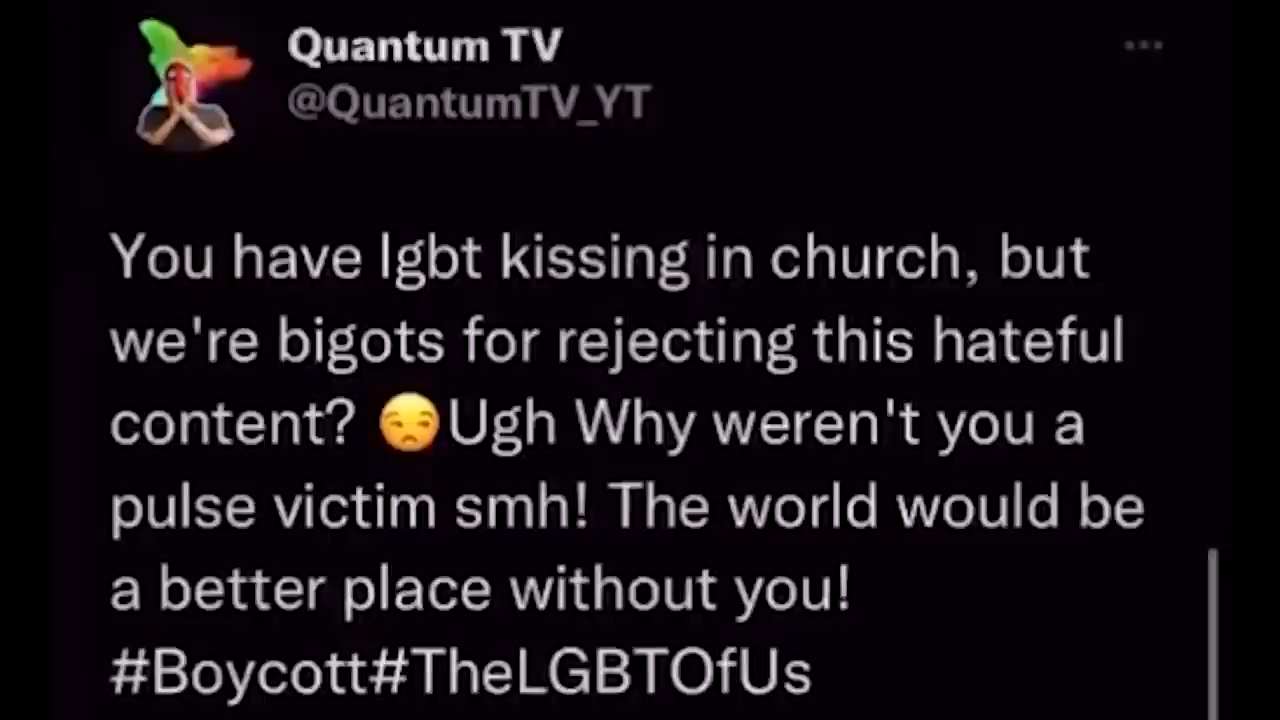 Quantum TV
@QuantumTV_YT
You have lgbt kissing in church, but
we're bigots for rejecting this hateful
content? 😒Ugh Why weren't you a
pulse victim smh! The world would be
a better place without you!
#Boycott#TheLGBTOfUs